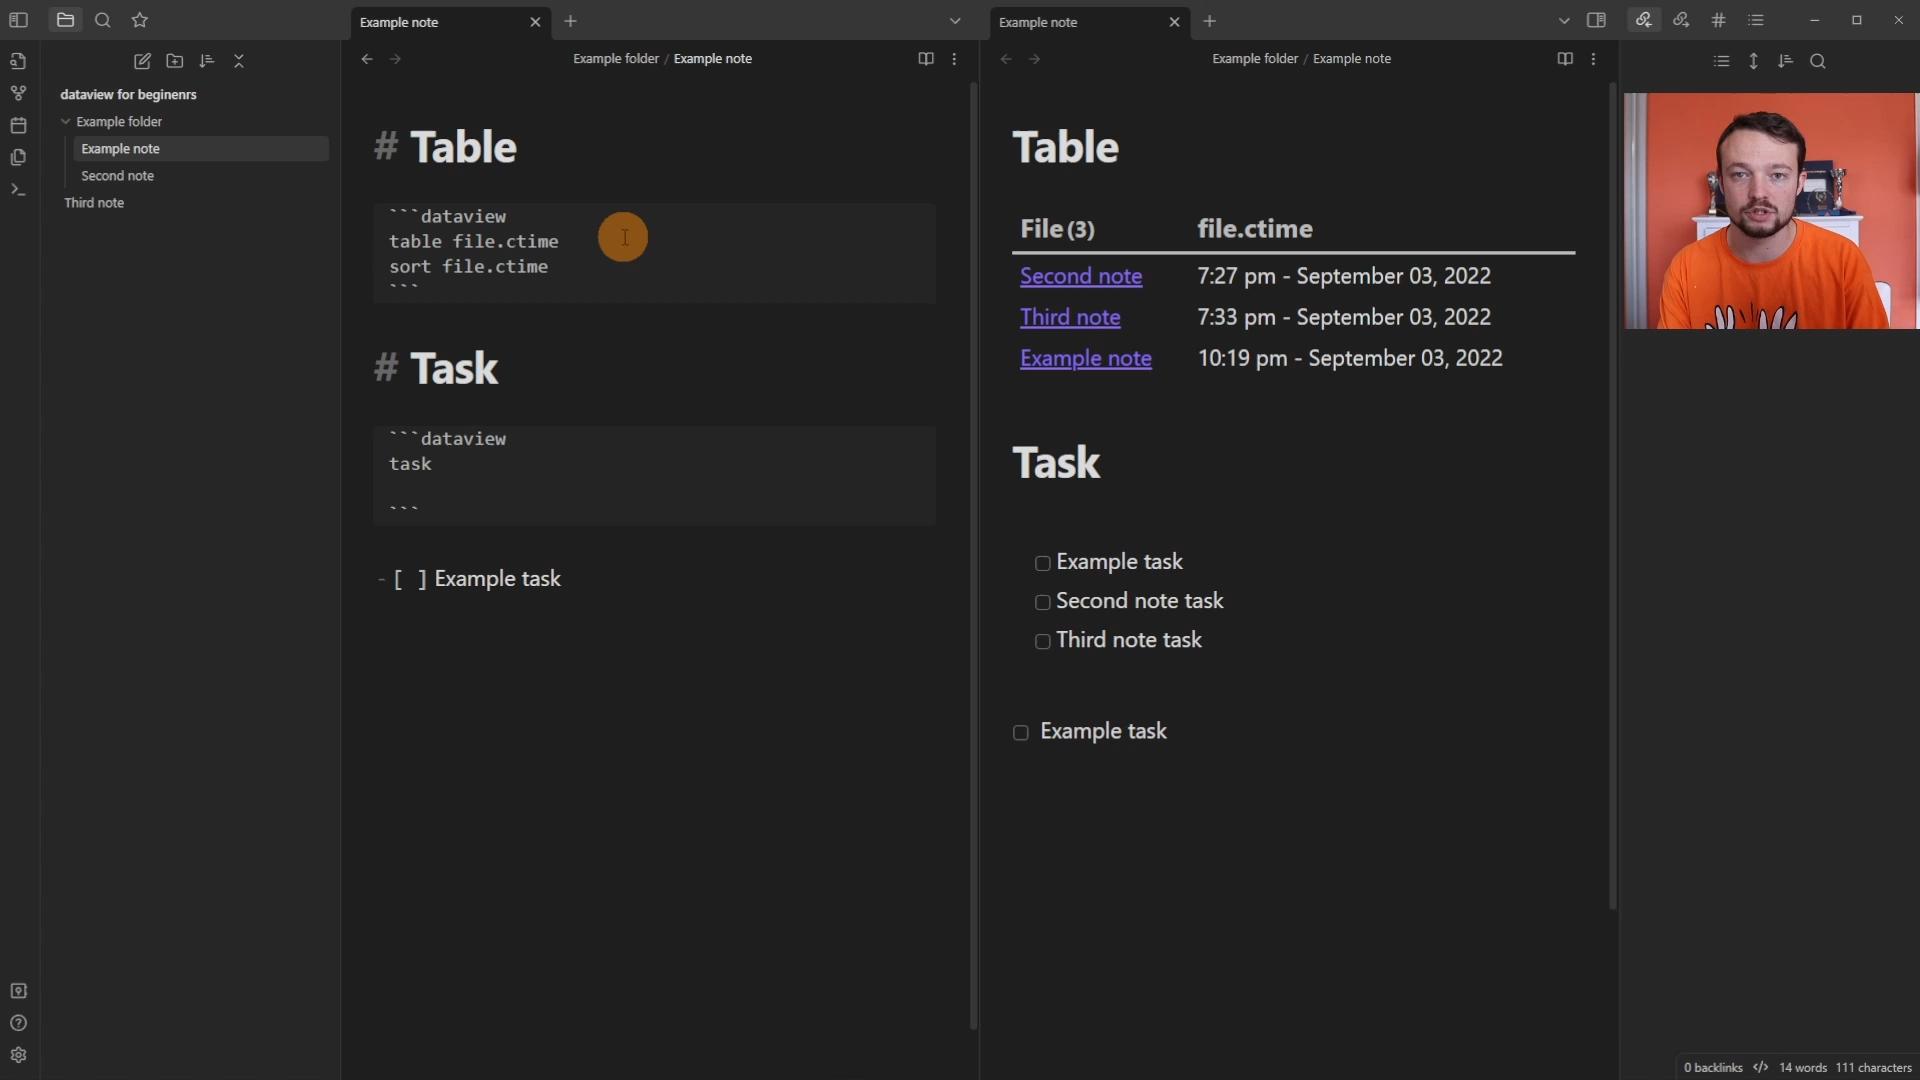 Example note
Example note
Example folder / Example note
Example folder / Example note
dataview for beginenrs
Example folder
Example note
Second note
Third note
# Table
```dataview
table file.ctime
sort file.ctime
```
# Task
```dataview
task
```
- [ ] Example task
Table
File (3) file.ctime
Second note 7:27 pm - September 03, 2022
Third note 7:33 pm - September 03, 2022
Example note 10:19 pm - September 03, 2022
Task
Example task
Second note task
Third note task
Example task
0 backlinks </> 14 words 111 characters